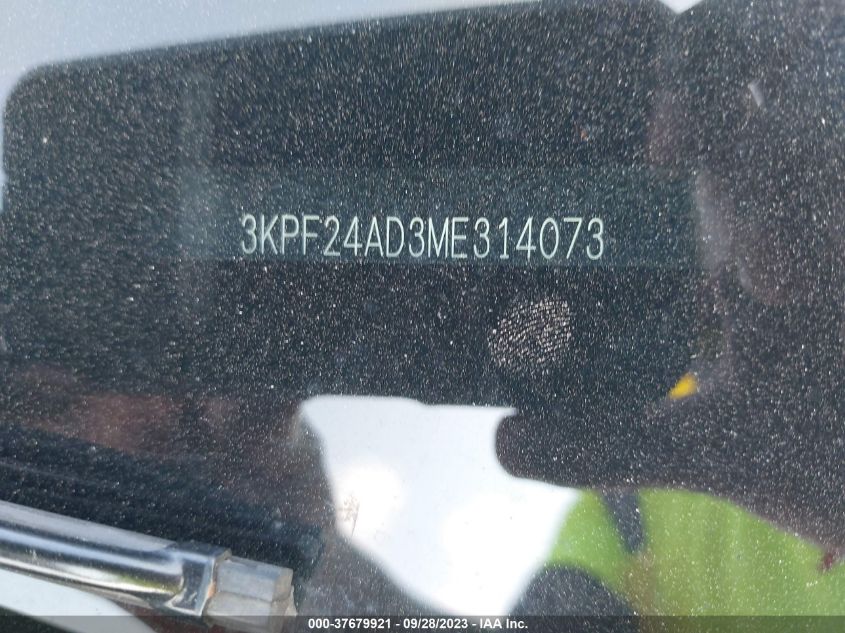 3KPF24AD3ME314073
000-37679921 - 09/28/2023 - IAA Inc.